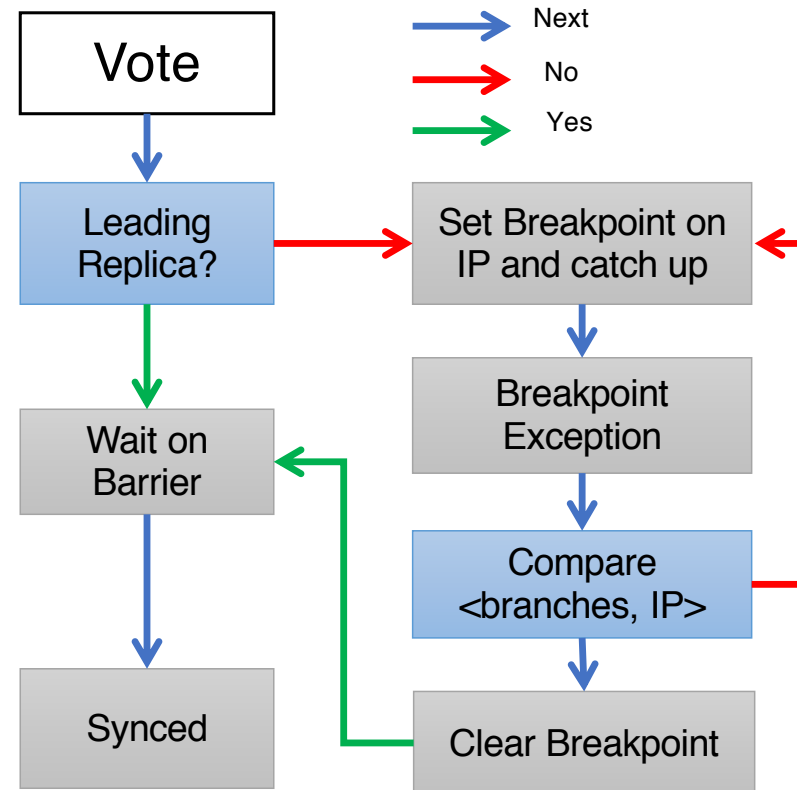 Vote
Next
No
Yes
Leading
Replica?
Set Breakpoint on
IP and catch up
Breakpoint
Exception
Wait on
Barrier
Compare
<branches, IP>
Synced
Clear Breakpoint